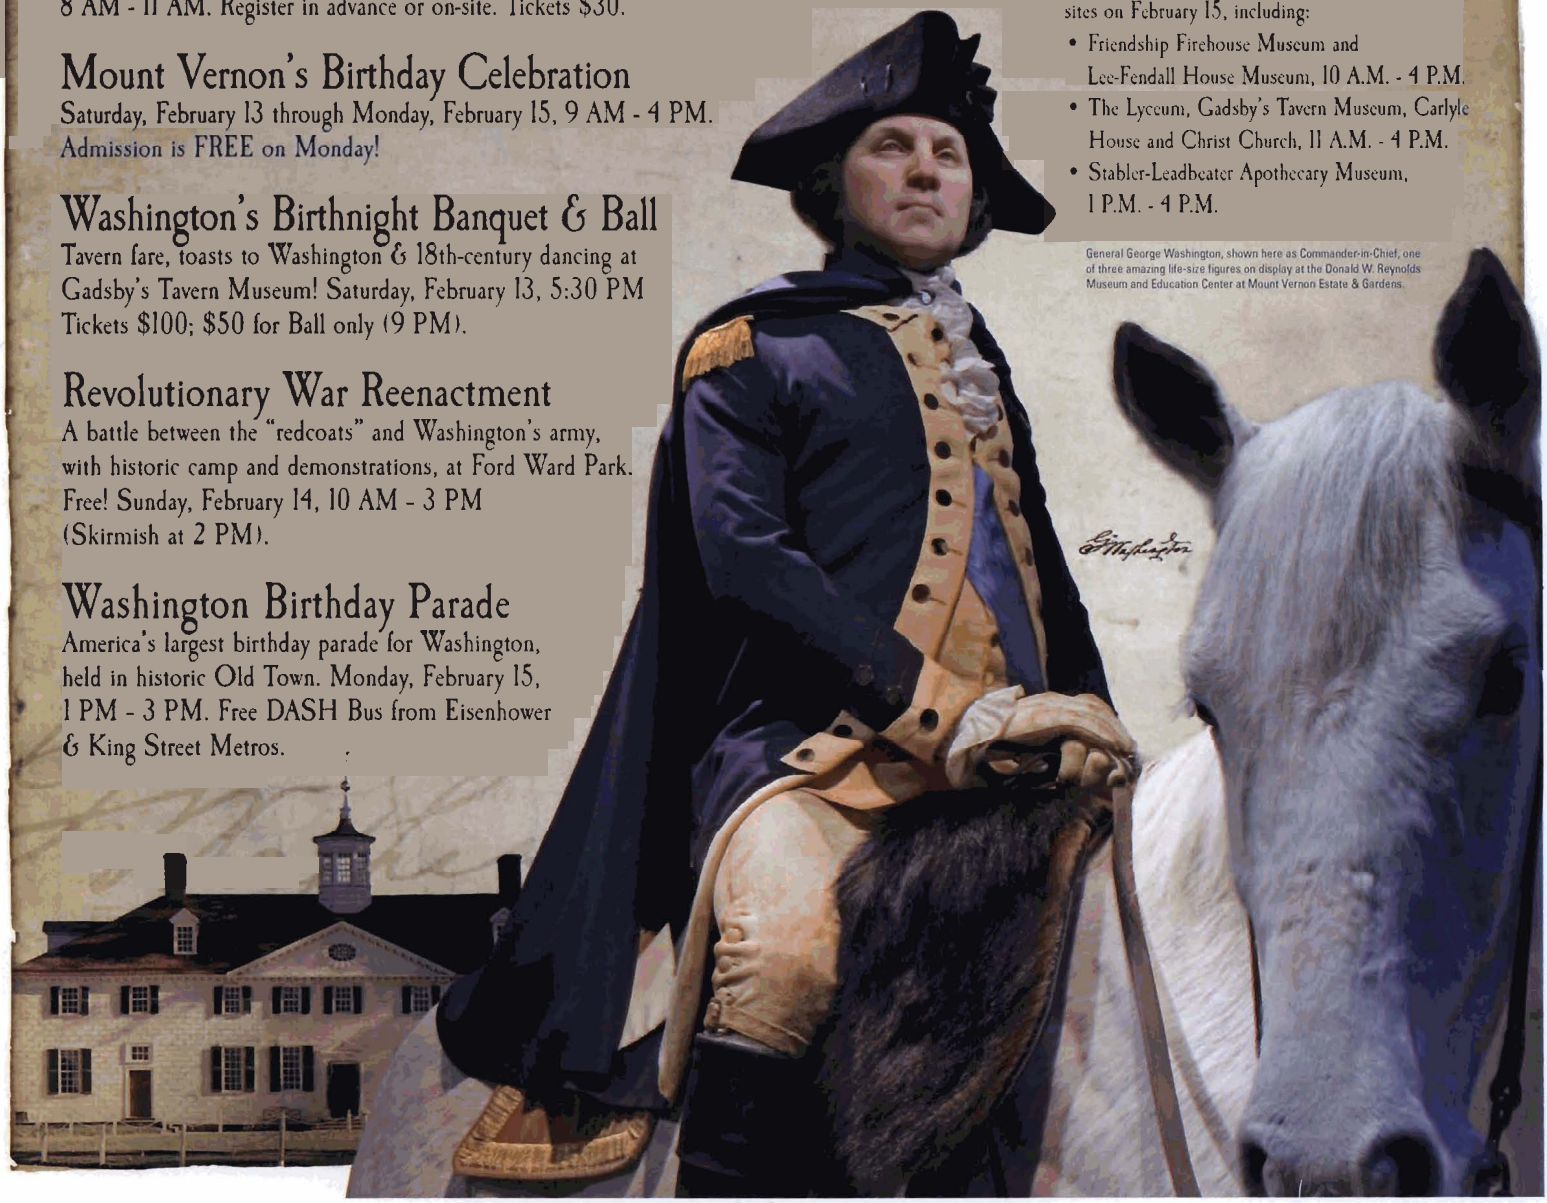 8 AM - 11 AM. Register in advance or on-site. Tickets $30.
Mount Vernon's Birthday Celebration
Saturday, February 13 through Monday, February 15, 9 AM - 4 PM.
Admission is FREE on Monday!
Washington's Birthnight Banquet & Ball
Tavern fare, toasts to Washington & 18th-century dancing at
Gadsby's Tavern Museum! Saturday, February 13, 5:30 PM
Tickets $100; $50 for Ball only (9 PM).
Revolutionary War Reenactment
A battle between the "redcoats" and Washington's army,
with historic camp and demonstrations, at Ford Ward Park.
Free! Sunday, February 14, 10 AM - 3 PM
(Skirmish at 2 PM).
Washington Birthday Parade
America's largest birthday parade for Washington,
held in historic Old Town. Monday, February 15,
1 PM - 3 PM. Free DASH Bus from Eisenhower
& King Street Metros.
sites on February 15, including:
• Friendship Firehouse Museum and
Lee-Fendall House Museum, 10 A.M. - 4 P.M.
• The Lyceum, Gadsby's Tavern Museum, Carlyle
House and Christ Church, 11 A.M. - 4 P.M.
• Stabler-Leadbeater Apothecary Museum,
1 P.M. - 4 P.M.
General George Washington, shown here as Commander-in-Chief, one
of three amazing life-size figures on display at the Donald W. Reynolds
Museum and Education Center at Mount Vernon Estate & Gardens.
G Washington